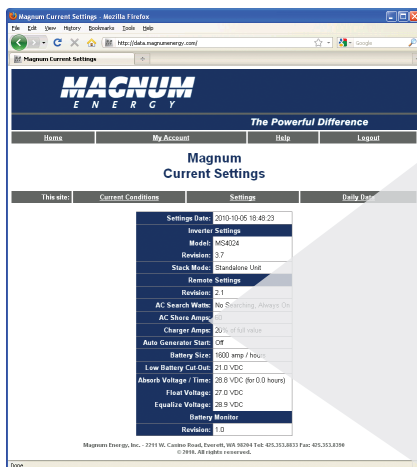 Magnum Current Settings - Mozilla Firefox
File Edit View History Bookmarks Tools Help
http://data.magnumenergy.com/
Google
Magnum Current Settings
MAGNUM
ENERGY
The Powerful Difference
Home My Account Help Logout
Magnum
Current Settings
This site: Current Conditions Settings Daily Data
Settings Date: 2010-10-05 18:48:23
Inverter Settings
Model: MS4024
Revision: 3.7
Stack Mode: Standalone Unit
Remote Settings
Revision: 2.1
AC Search Watts: No Searching, Always On
AC Shore Amps:
Charger Amps: 20% of full value
Auto Generator Start: Off
Battery Size: 1600 amp / hours
Low Battery Cut-Out: 21.0 VDC
Absorb Voltage / Time: 28.8 VDC (for 0.0 hours)
Float Voltage: 27.0 VDC
Equalize Voltage: 28.9 VDC
Battery Monitor
Revision: 1.0
Magnum Energy, Inc. - 2211 W. Casino Road, Everett, WA 98204 Tel: 425.353.8833 Fax: 425.353.8390
© 2010. All rights reserved.
Done